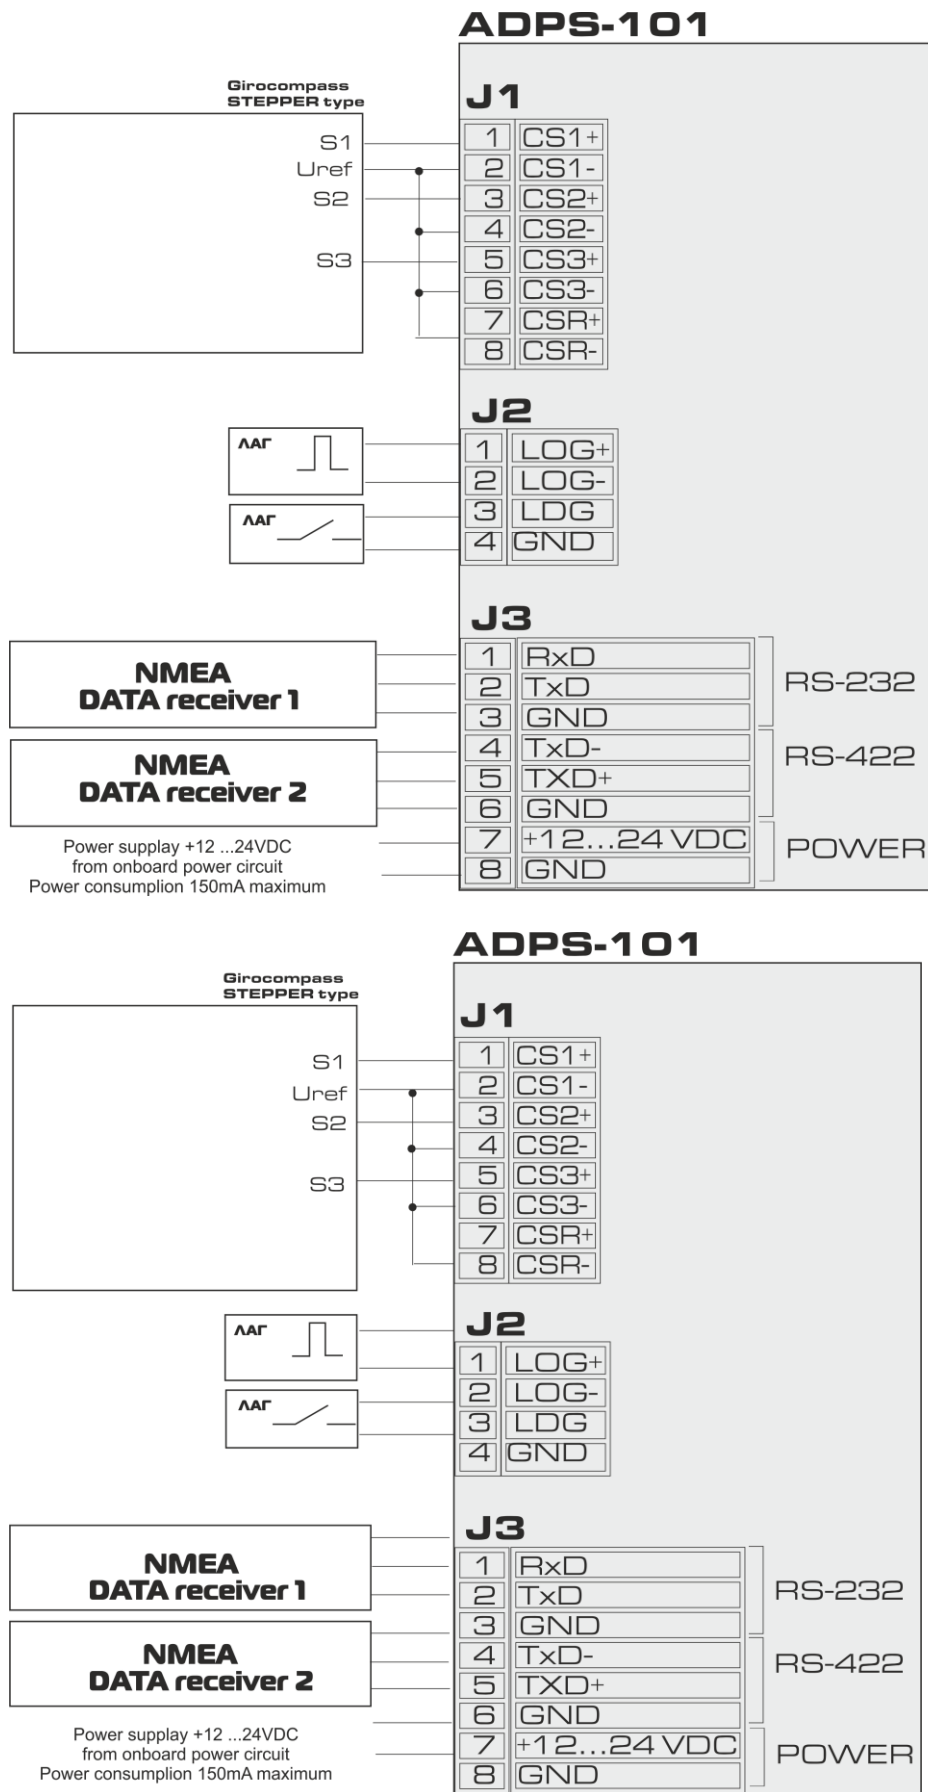 ADPS-101
Girocompass
STEPPER type
S1
Uref
S2
S3
J1
1 CS1+
2 CS1-
3 CS2+
4 CS2-
5 CS3+
6 CS3-
7 CSR+
8 CSR-
ЛАГ
ЛАГ
J2
1 LOG+
2 LOG-
3 LDG
4 GND
J3
1 RxD
2 TxD
3 GND
RS-232
4 TxD-
5 TXD+
6 GND
RS-422
7 +12...24 VDC
8 GND
POWER
NMEA
DATA receiver 1
NMEA
DATA receiver 2
Power supplay +12 ...24VDC
from onboard power circuit
Power consumplion 150mA maximum
ADPS-101
Girocompass
STEPPER type
S1
Uref
S2
S3
J1
1 CS1+
2 CS1-
3 CS2+
4 CS2-
5 CS3+
6 CS3-
7 CSR+
8 CSR-
ЛАГ
ЛАГ
J2
1 LOG+
2 LOG-
3 LDG
4 GND
J3
1 RxD
2 TxD
3 GND
RS-232
4 TxD-
5 TXD+
6 GND
RS-422
7 +12...24 VDC
8 GND
POWER
NMEA
DATA receiver 1
NMEA
DATA receiver 2
Power supplay +12 ...24VDC
from onboard power circuit
Power consumplion 150mA maximum